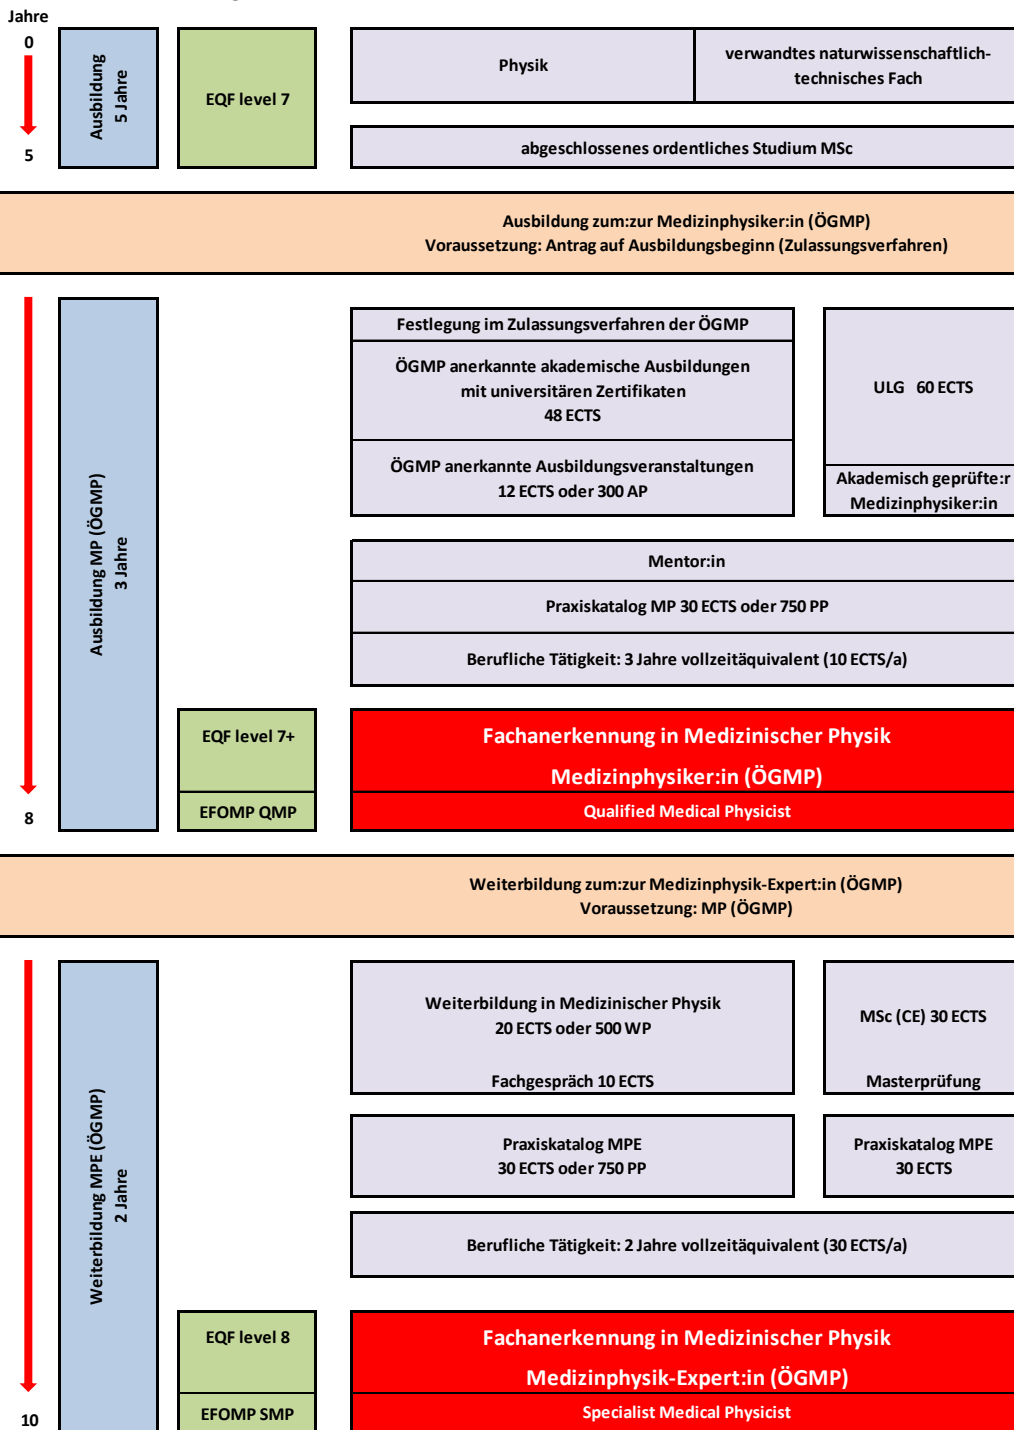 Jahre
0
5
Ausbildung
5 Jahre
EQF level 7
Physik
verwandtes naturwissenschaftlich-
technisches Fach
abgeschlossenes ordentliches Studium MSc
Ausbildung zum:zur Medizinphysiker:in (ÖGMP)
Voraussetzung: Antrag auf Ausbildungsbeginn (Zulassungsverfahren)
Ausbildung MP (ÖGMP)
3 Jahre
Festlegung im Zulassungsverfahren der ÖGMP
ÖGMP anerkannte akademische Ausbildungen
mit universitären Zertifikaten
48 ECTS
ÖGMP anerkannte Ausbildungsveranstaltungen
12 ECTS oder 300 AP
ULG 60 ECTS
Akademisch geprüfte:r
Medizinphysiker:in
Mentor:in
Praxiskatalog MP 30 ECTS oder 750 PP
Berufliche Tätigkeit: 3 Jahre vollzeitäquivalent (10 ECTS/a)
EQF level 7+
Fachanerkennung in Medizinischer Physik
Medizinphysiker:in (ÖGMP)
8
EFOMP QMP
Qualified Medical Physicist
Weiterbildung zum:zur Medizinphysik-Expert:in (ÖGMP)
Voraussetzung: MP (ÖGMP)
Weiterbildung MPE (ÖGMP)
2 Jahre
Weiterbildung in Medizinischer Physik
20 ECTS oder 500 WP
Fachgespräch 10 ECTS
MSc (CE) 30 ECTS
Masterprüfung
Praxiskatalog MPE
30 ECTS oder 750 PP
Praxiskatalog MPE
30 ECTS
Berufliche Tätigkeit: 2 Jahre vollzeitäquivalent (30 ECTS/a)
EQF level 8
Fachanerkennung in Medizinischer Physik
Medizinphysik-Expert:in (ÖGMP)
10
EFOMP SMP
Specialist Medical Physicist